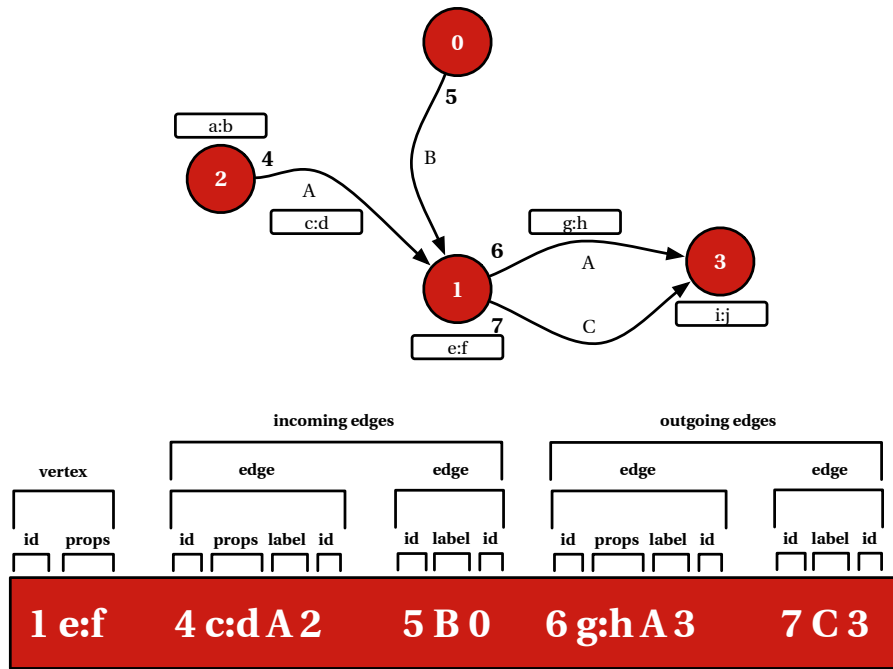 0
5
a:b
4
2
B
A
c:d
g:h
6
A
3
1
7
C
i:j
e:f
incoming edges outgoing edges
vertex edge edge edge edge
id props id props label id id label id id props label id id label id
1 e:f 4 c:d A 2 5 B 0 6 g:h A 3 7 C 3